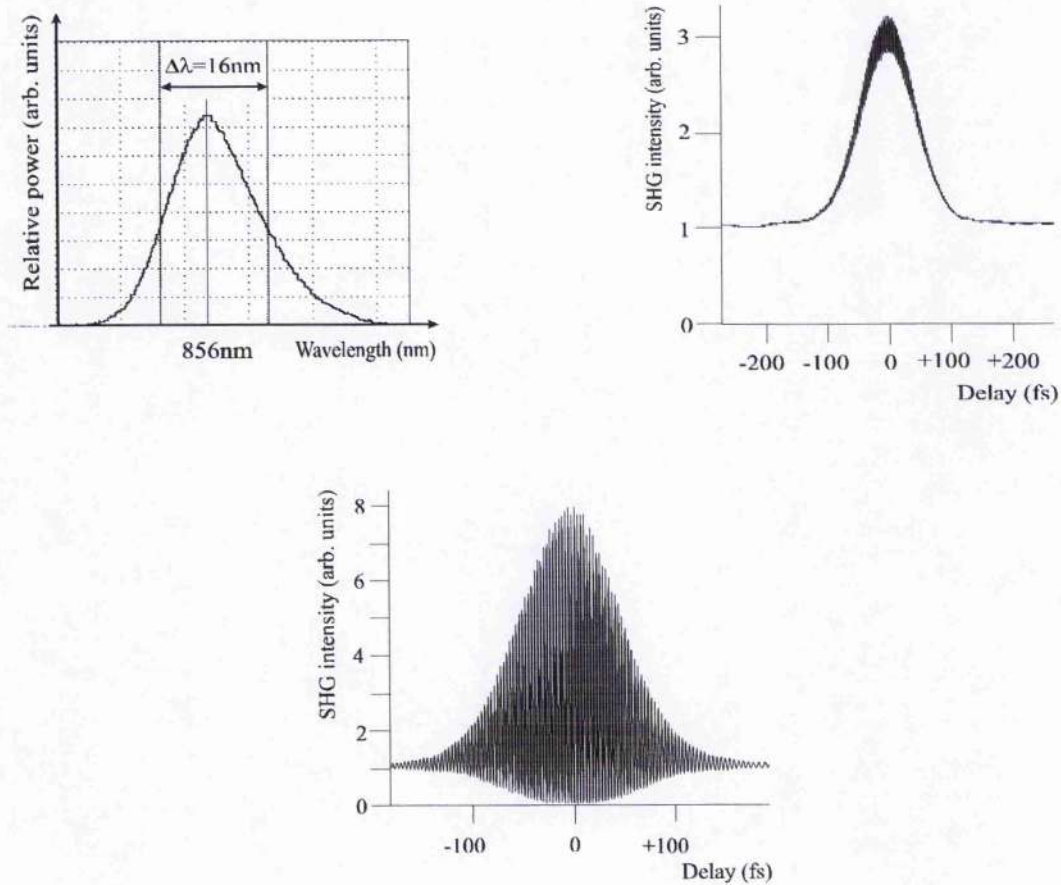 Relative power (arb. units)
Δλ=16nm
856nm
Wavelength (nm)
SHG intensity (arb. units)
3
2
1
0
-200 -100 0 +100 +200
Delay (fs)
SHG intensity (arb. units)
8
6
4
2
0
-100 0 +100
Delay (fs)